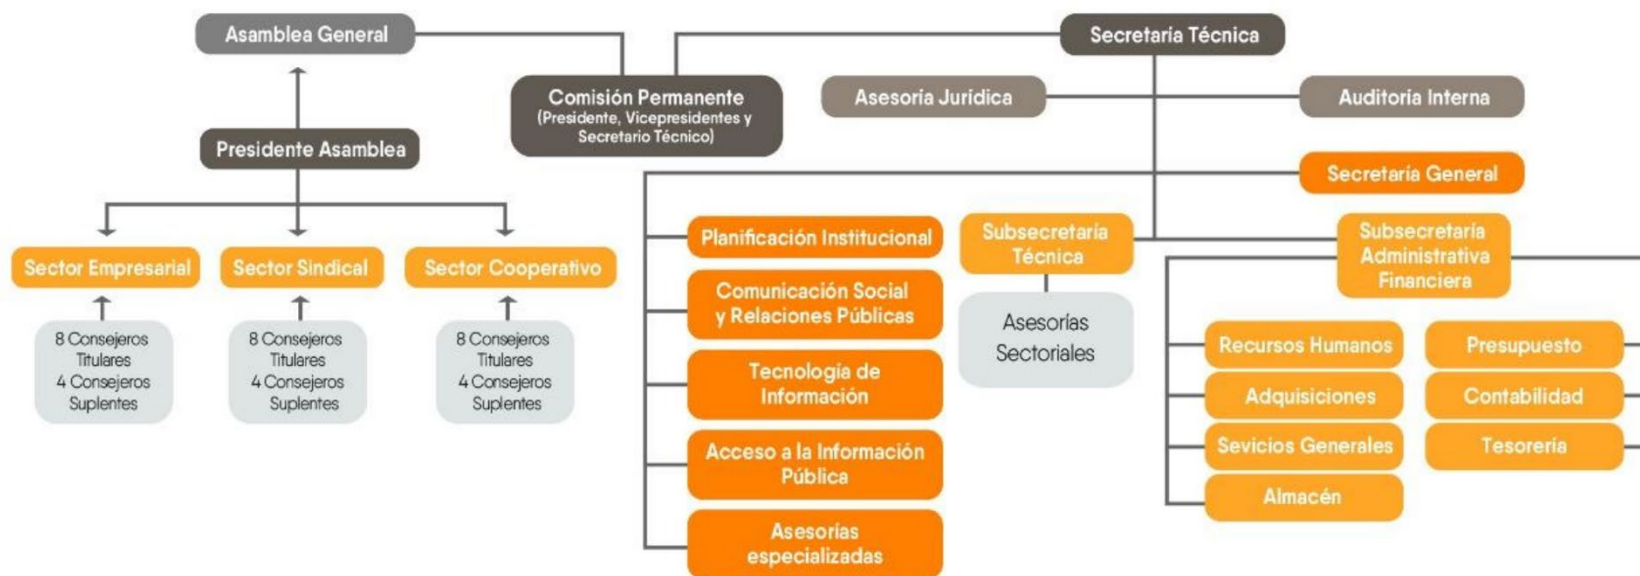 Asamblea General
Secretaría Técnica
Comisión Permanente
(Presidente, Vicepresidentes y
Secretario Técnico)
Asesoría Jurídica
Auditoría Interna
Presidente Asamblea
Secretaría General
Sector Empresarial
Sector Sindical
Sector Cooperativo
8 Consejeros
Titulares
4 Consejeros
Suplentes
8 Consejeros
Titulares
4 Consejeros
Suplentes
8 Consejeros
Titulares
4 Consejeros
Suplentes
Planificación Institucional
Comunicación Social
y Relaciones Públicas
Tecnología de
Información
Acceso a la Información
Pública
Asesorías
especializadas
Subsecretaría
Técnica
Asesorías
Sectoriales
Subsecretaría
Administrativa
Financiera
Recursos Humanos
Adquisiciones
Sevicios Generales
Almacén
Presupuesto
Contabilidad
Tesorería